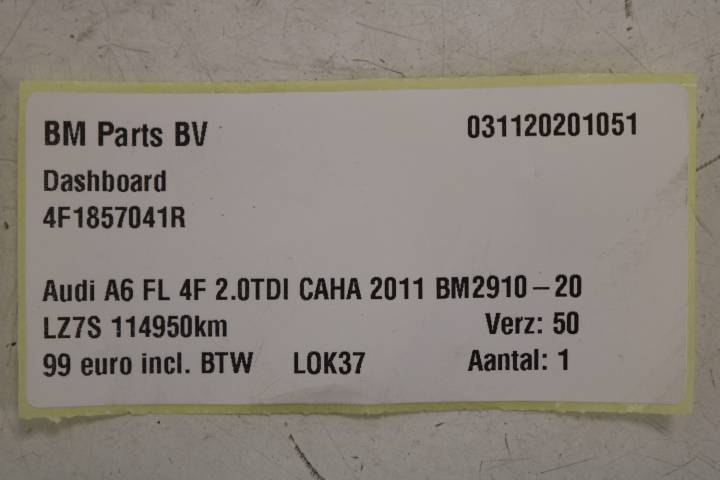 BM Parts BV 031120201051
Dashboard
4F1857041R
Audi A6 FL 4F 2.0TDI CAHA 2011 BM2910-20
LZ7S 114950km Verz: 50
99 euro incl. BTW LOK37 Aantal: 1